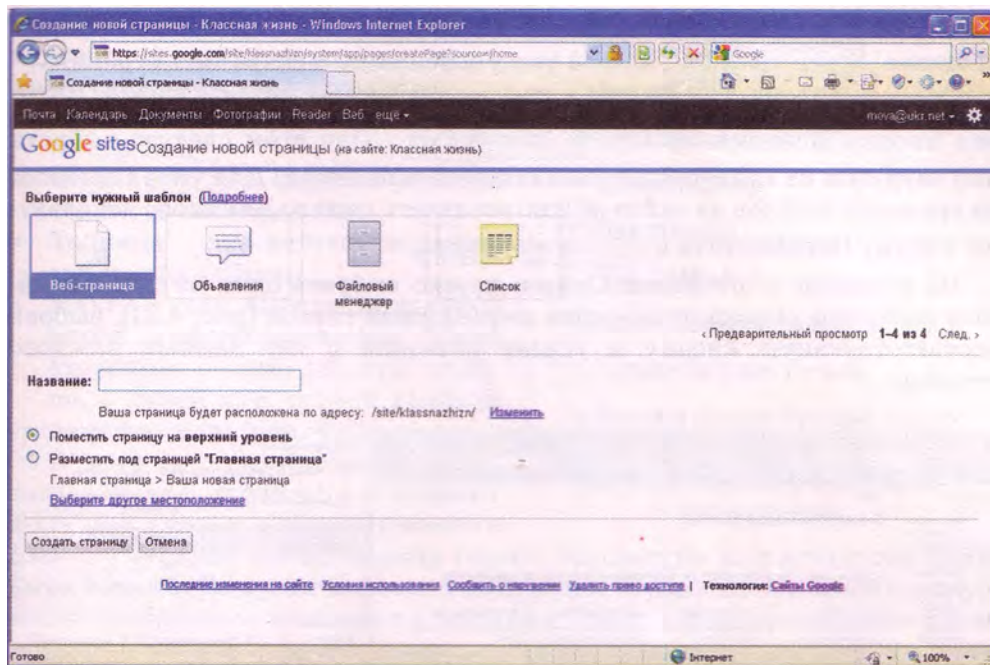 Создание новой страницы - Классная жизнь - Windows Internet Explorer
https://sites.google.com/site/klassnazhizn/system/app/pages/createPage?source=/home
Google
Создание новой страницы - Классная жизнь
Почта Календарь Документы Фотографии Reader Веб еще
mova@ukr.net
Google sites Создание новой страницы (на сайте: Классная жизнь)
Выберите нужный шаблон (Подробнее)
Веб-страница
Объявления
Файловый менеджер
Список
‹ Предварительный просмотр 1–4 из 4 След. ›
Название:
Ваша страница будет расположена по адресу: /site/klassnazhizn/ Изменить
Поместить страницу на верхний уровень
Разместить под страницей "Главная страница"
Главная страница > Ваша новая страница
Выберите другое местоположение
Создать страницу Отмена
Последние изменения на сайте Условия использования Сообщить о нарушении Удалить право доступа | Технология: Сайты Google
Готово
Интернет
100%